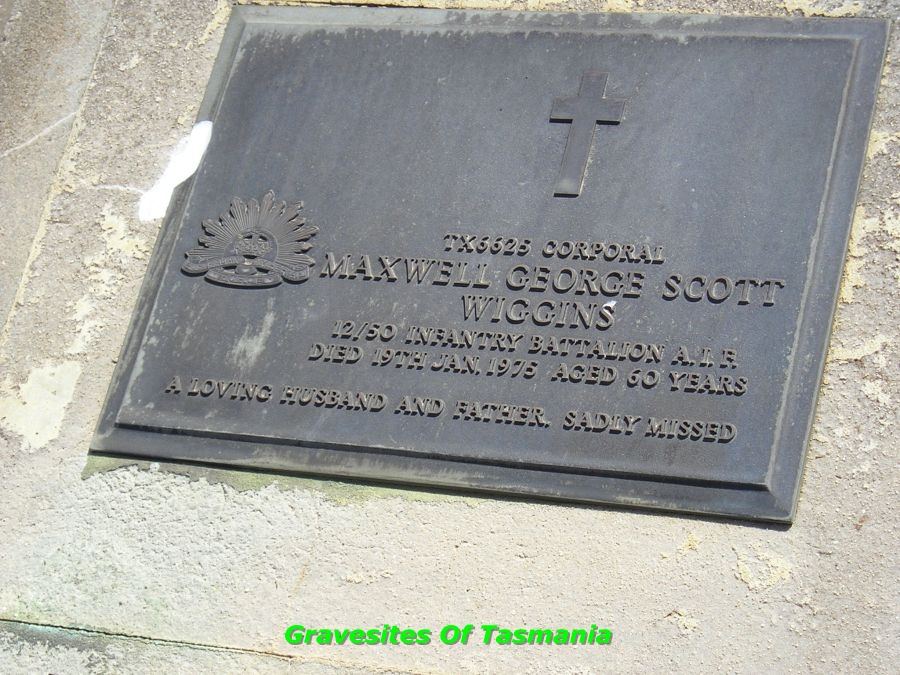 TX6625 CORPORAL
MAXWELL GEORGE SCOTT
WIGGINS
12/50 INFANTRY BATTALION A.I.F.
DIED 19TH JAN, 1975 AGED 60 YEARS
A LOVING HUSBAND AND FATHER. SADLY MISSED
Gravesites Of Tasmania